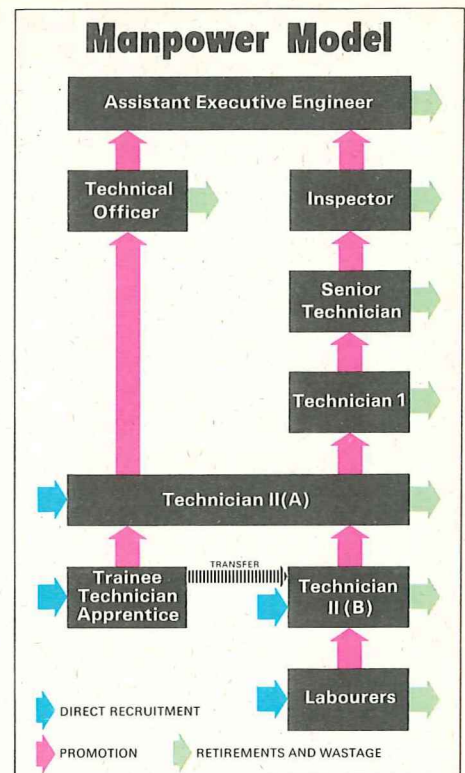 Manpower Model
Assistant Executive Engineer
Technical
Officer
Inspector
Senior
Technician
Technician 1
Technician II(A)
Trainee
Technician
Apprentice
TRANSFER
Technician
II (B)
Labourers
DIRECT RECRUITMENT
PROMOTION
RETIREMENTS AND WASTAGE